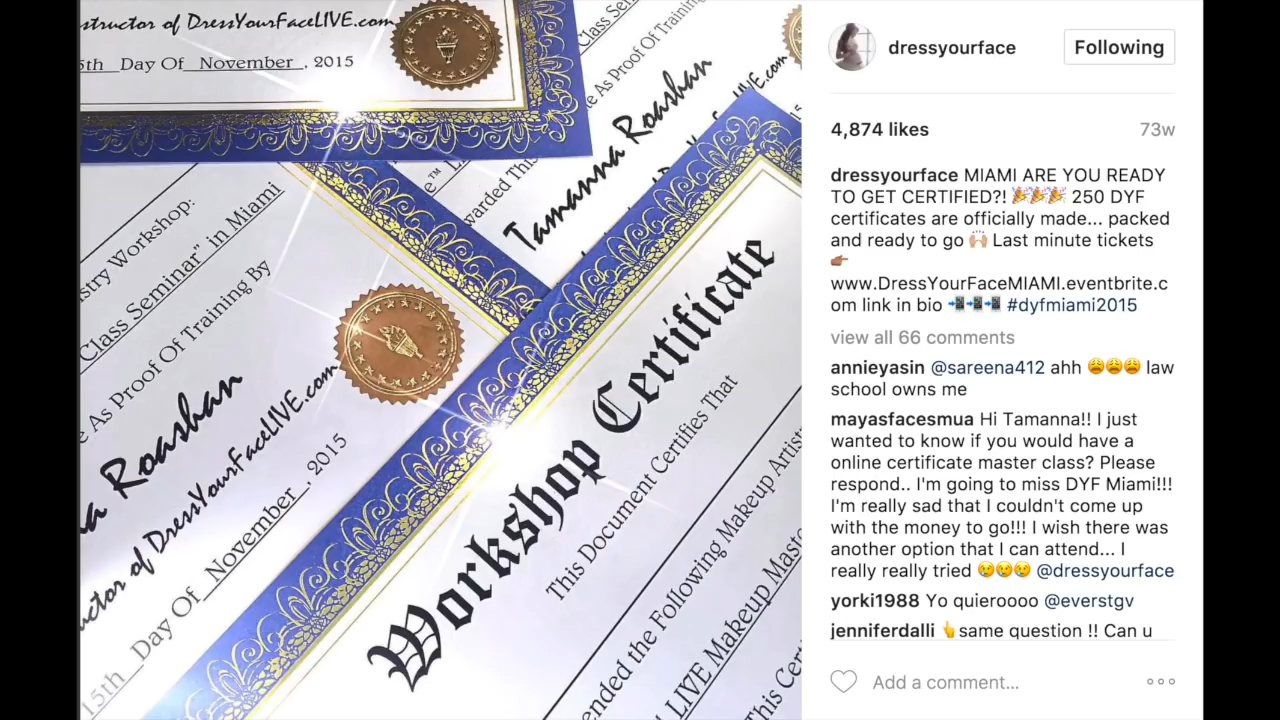 structor of DressYourFaceLIVE.com
5th Day Of November, 2015
Class Seminar
e As Proof Of Training
Tamanna Roashan
e™ L
warded This
stry Workshop:
Class Seminar" in Miami
e As Proof Of Training By
na Roashan
uctor of DressYourFaceLIVE.com
15th Day Of November, 2015
Workshop Certificate
This Document Certifies That
ended the Following Makeup Artis
LIVE Makeup Maste
This Cer
dressyourface
Following
4,874 likes
73w
dressyourface MIAMI ARE YOU READY
TO GET CERTIFIED?! 🎉🎉🎉 250 DYF
certificates are officially made... packed
and ready to go 🙌🏼 Last minute tickets
👉🏾
www.DressYourFaceMIAMI.eventbrite.c
om link in bio 📲📲📲 #dyfmiami2015
view all 66 comments
annieyasin @sareena412 ahh 😩😩😩 law
school owns me
mayasfacesmua Hi Tamanna!! I just
wanted to know if you would have a
online certificate master class? Please
respond.. I'm going to miss DYF Miami!!!
I'm really sad that I couldn't come up
with the money to go!!! I wish there was
another option that I can attend... I
really really tried 😢😢😢 @dressyourface
yorki1988 Yo quieroooo @everstgv
jenniferdalli 👆same question !! Can u
Add a comment...